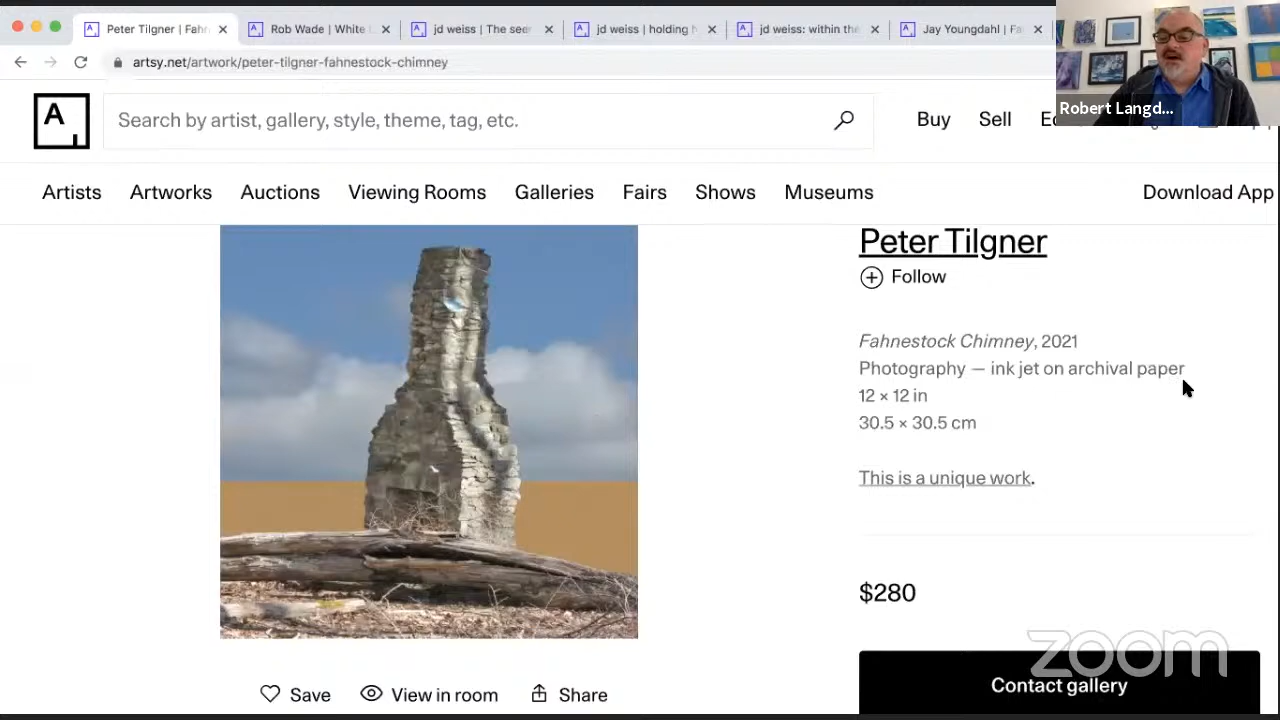 Peter Tilgner | Fahn
Rob Wade | White
jd weiss | The seer
jd weiss | holding
jd weiss: within the
Jay Youngdahl | Fa
artsy.net/artwork/peter-tilgner-fahnestock-chimney
Robert Langd...
A
Search by artist, gallery, style, theme, tag, etc.
Buy
Sell
Artists
Artworks
Auctions
Viewing Rooms
Galleries
Fairs
Shows
Museums
Download App
Peter Tilgner
Follow
Fahnestock Chimney, 2021
Photography — ink jet on archival paper
12 × 12 in
30.5 × 30.5 cm
This is a unique work.
$280
zoom
Contact gallery
Save
View in room
Share